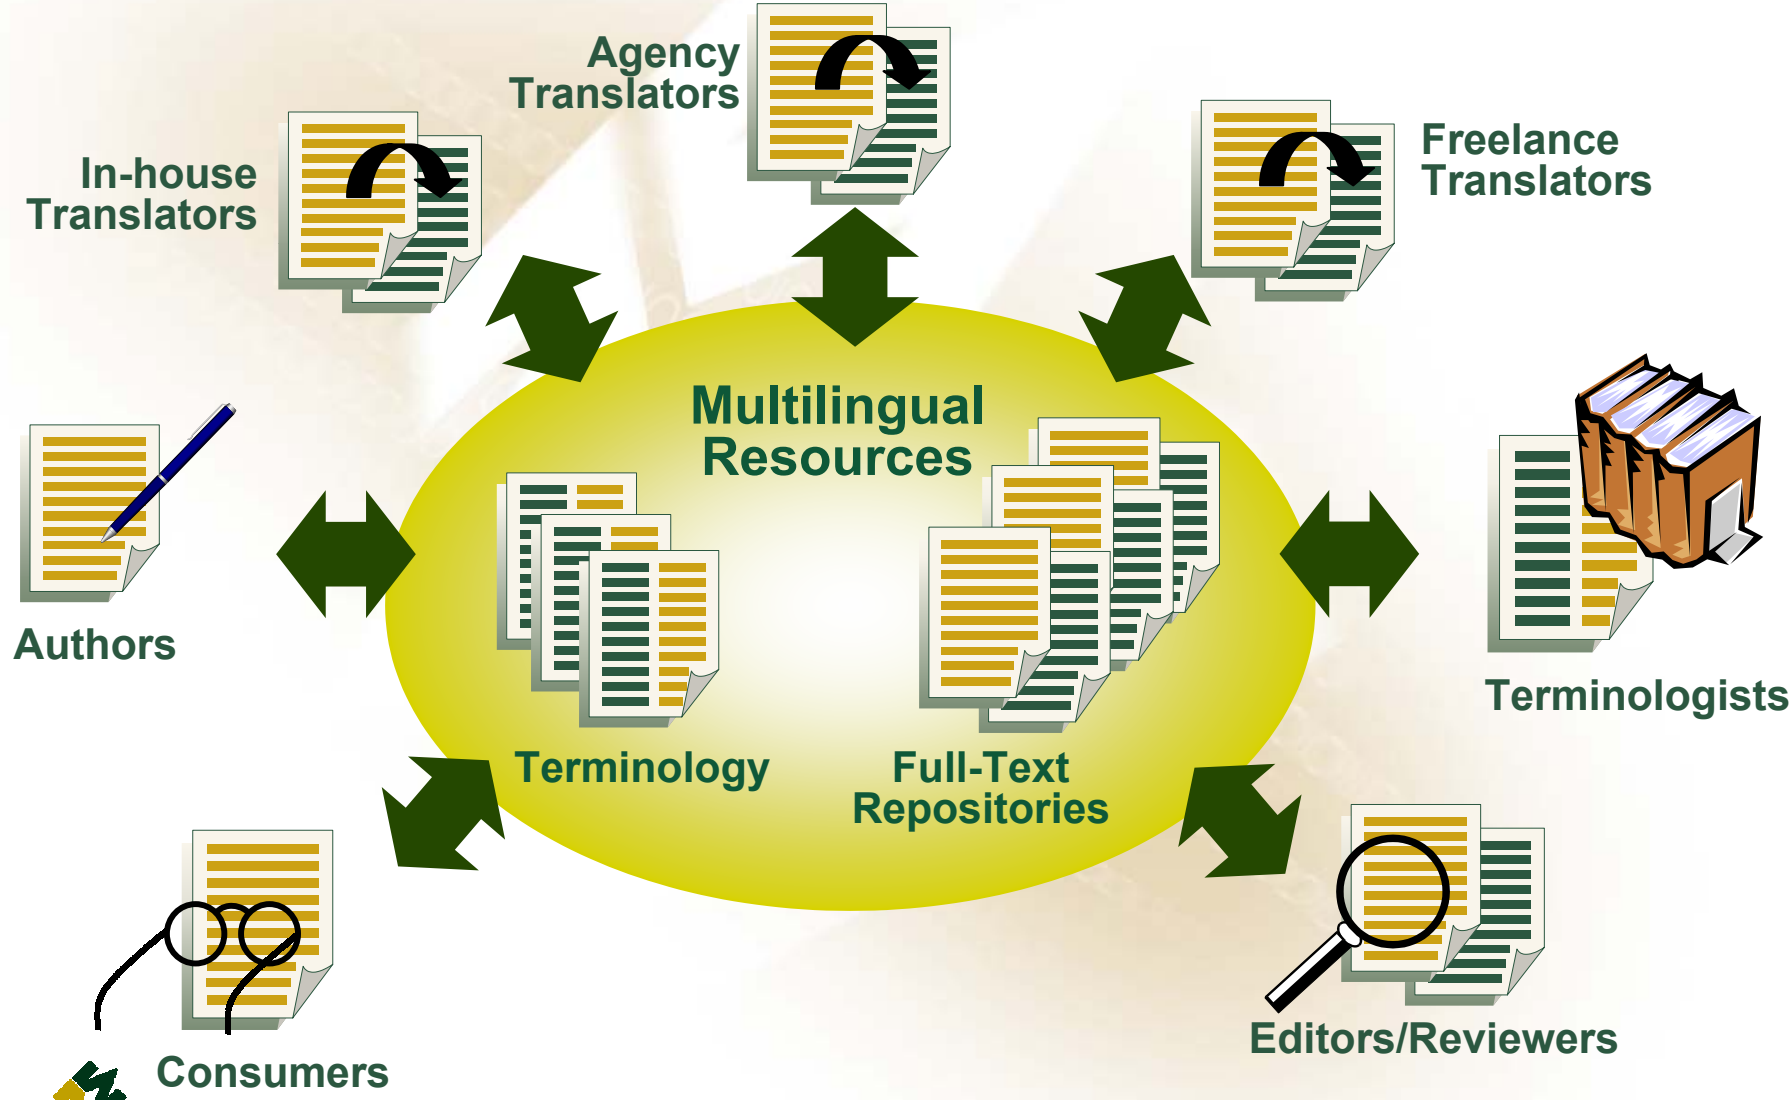 Agency
Translators
In-house
Translators
Freelance
Translators
Multilingual
Resources
Authors
Terminologists
Terminology
Full-Text
Repositories
Editors/Reviewers
Consumers